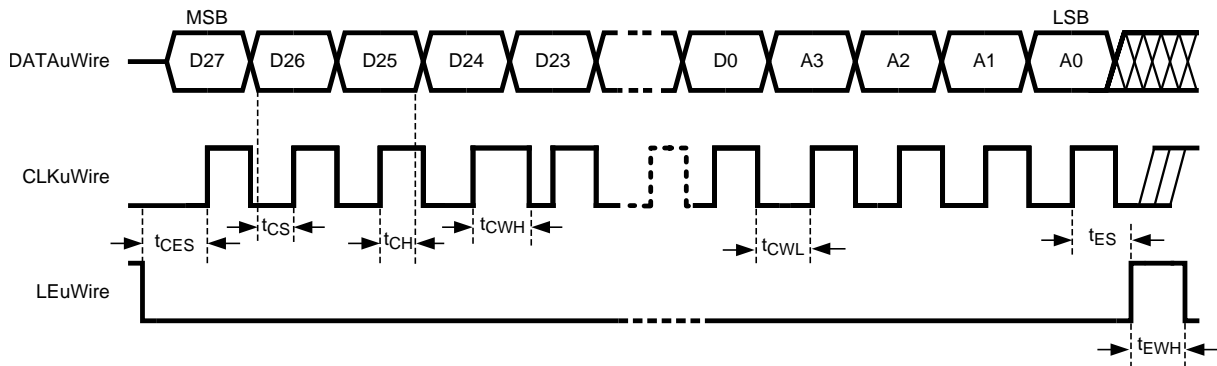 MSB LSB
DATAuWire D27 D26 D25 D24 D23 D0 A3 A2 A1 A0
CLKuWire
tCES tCS tCH tCWH tCWL tES
LEuWire
tEWH